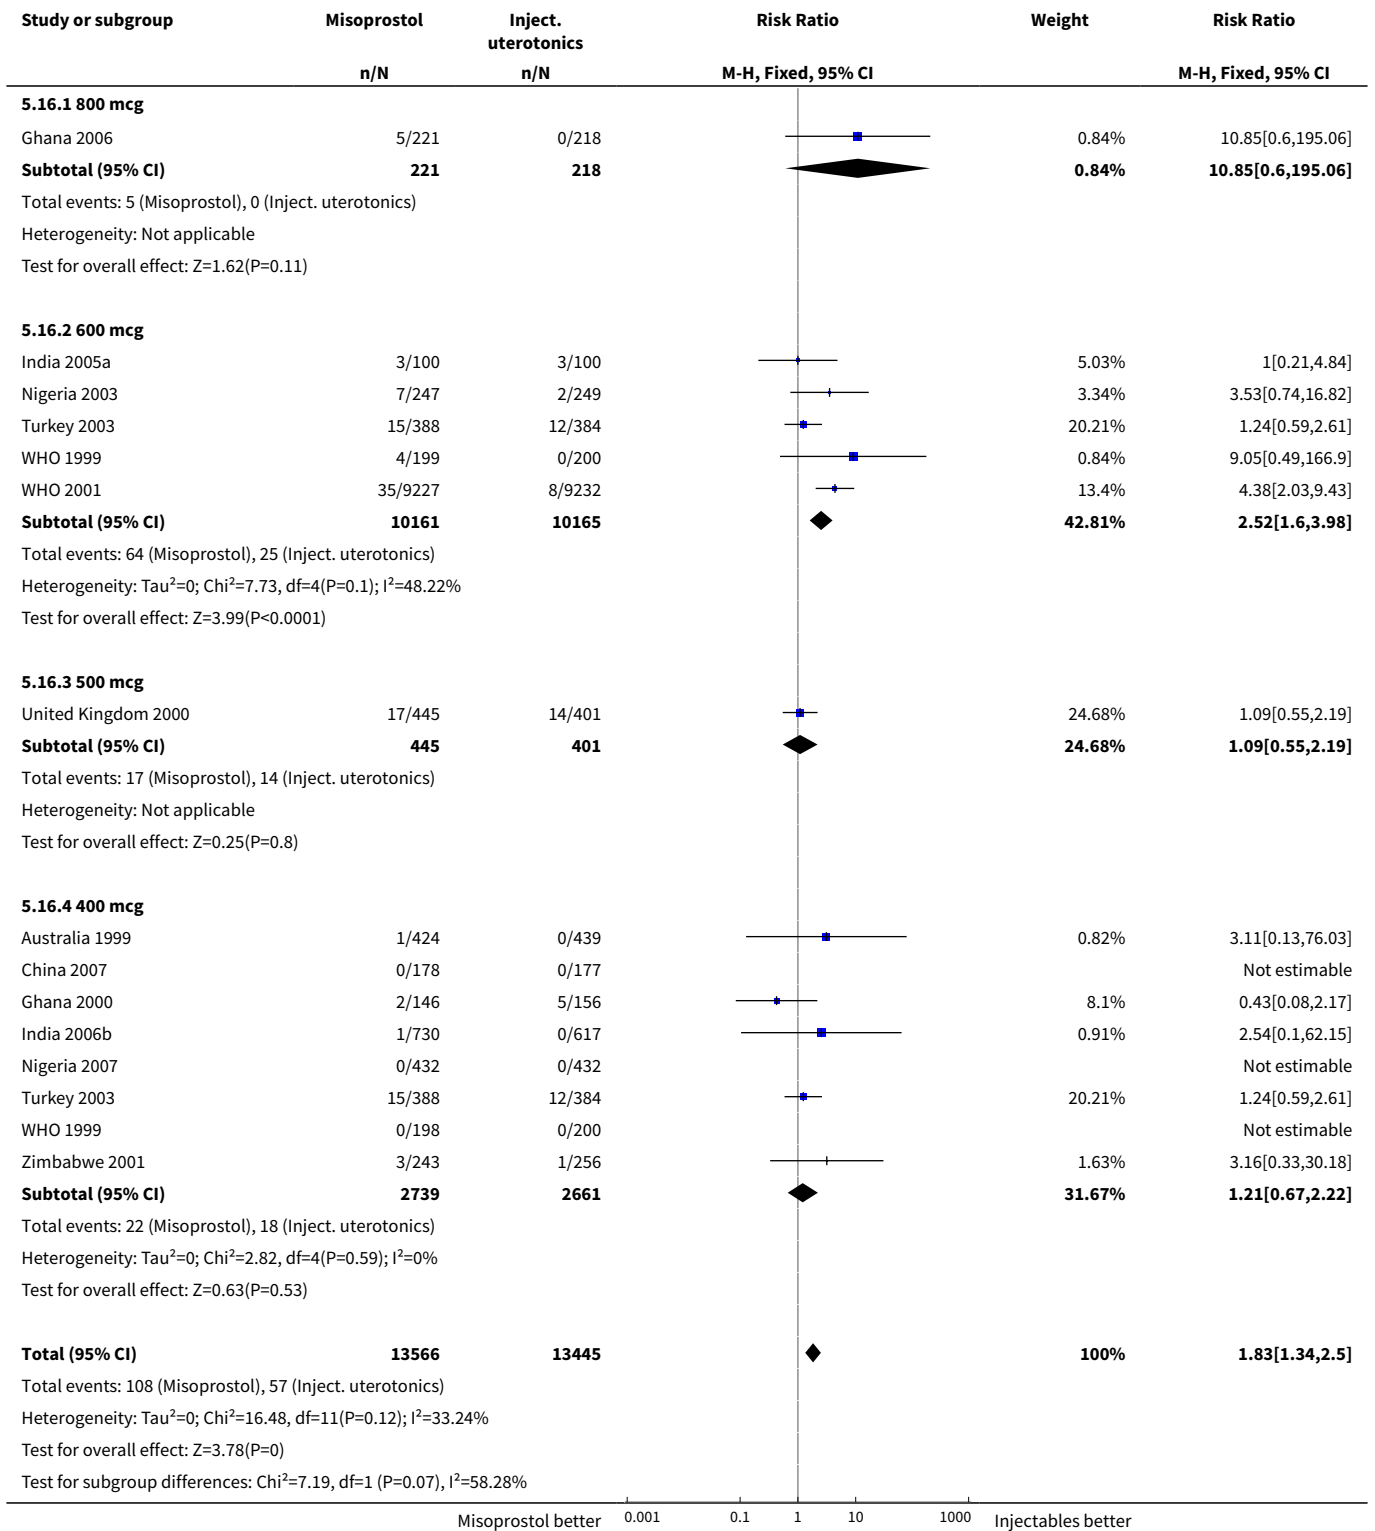 Study or subgroup Misoprostol Inject. uterotonics Risk Ratio Weight Risk Ratio
n/N n/N M-H, Fixed, 95% CI M-H, Fixed, 95% CI
5.16.1 800 mcg
Ghana 2006 5/221 0/218 0.84% 10.85[0.6,195.06]
Subtotal (95% CI) 221 218 0.84% 10.85[0.6,195.06]
Total events: 5 (Misoprostol), 0 (Inject. uterotonics)
Heterogeneity: Not applicable
Test for overall effect: Z=1.62(P=0.11)
5.16.2 600 mcg
India 2005a 3/100 3/100 5.03% 1[0.21,4.84]
Nigeria 2003 7/247 2/249 3.34% 3.53[0.74,16.82]
Turkey 2003 15/388 12/384 20.21% 1.24[0.59,2.61]
WHO 1999 4/199 0/200 0.84% 9.05[0.49,166.9]
WHO 2001 35/9227 8/9232 13.4% 4.38[2.03,9.43]
Subtotal (95% CI) 10161 10165 42.81% 2.52[1.6,3.98]
Total events: 64 (Misoprostol), 25 (Inject. uterotonics)
Heterogeneity: Tau²=0; Chi²=7.73, df=4(P=0.1); I²=48.22%
Test for overall effect: Z=3.99(P<0.0001)
5.16.3 500 mcg
United Kingdom 2000 17/445 14/401 24.68% 1.09[0.55,2.19]
Subtotal (95% CI) 445 401 24.68% 1.09[0.55,2.19]
Total events: 17 (Misoprostol), 14 (Inject. uterotonics)
Heterogeneity: Not applicable
Test for overall effect: Z=0.25(P=0.8)
5.16.4 400 mcg
Australia 1999 1/424 0/439 0.82% 3.11[0.13,76.03]
China 2007 0/178 0/177 Not estimable
Ghana 2000 2/146 5/156 8.1% 0.43[0.08,2.17]
India 2006b 1/730 0/617 0.91% 2.54[0.1,62.15]
Nigeria 2007 0/432 0/432 Not estimable
Turkey 2003 15/388 12/384 20.21% 1.24[0.59,2.61]
WHO 1999 0/198 0/200 Not estimable
Zimbabwe 2001 3/243 1/256 1.63% 3.16[0.33,30.18]
Subtotal (95% CI) 2739 2661 31.67% 1.21[0.67,2.22]
Total events: 22 (Misoprostol), 18 (Inject. uterotonics)
Heterogeneity: Tau²=0; Chi²=2.82, df=4(P=0.59); I²=0%
Test for overall effect: Z=0.63(P=0.53)
Total (95% CI) 13566 13445 100% 1.83[1.34,2.5]
Total events: 108 (Misoprostol), 57 (Inject. uterotonics)
Heterogeneity: Tau²=0; Chi²=16.48, df=11(P=0.12); I²=33.24%
Test for overall effect: Z=3.78(P=0)
Test for subgroup differences: Chi²=7.19, df=1 (P=0.07), I²=58.28%
Misoprostol better 0.001 0.1 1 10 1000 Injectables better